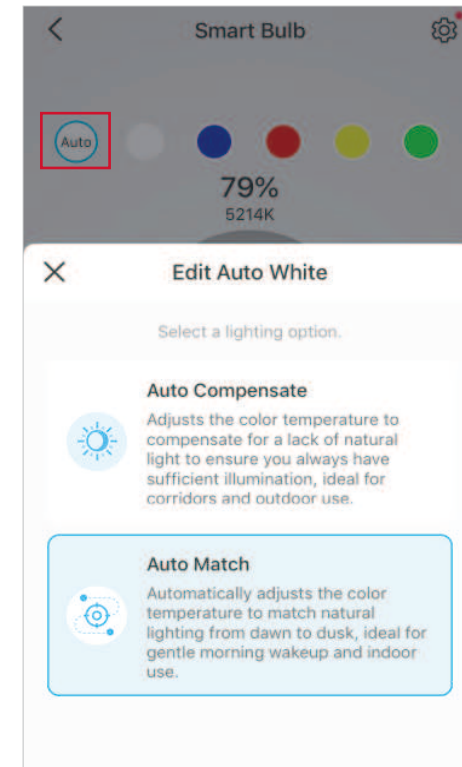 Smart Bulb
Auto
79%
5214K
Edit Auto White
Select a lighting option.
Auto Compensate
Adjusts the color temperature to
compensate for a lack of natural
light to ensure you always have
sufficient illumination, ideal for
corridors and outdoor use.
Auto Match
Automatically adjusts the color
temperature to match natural
lighting from dawn to dusk, ideal for
gentle morning wakeup and indoor
use.